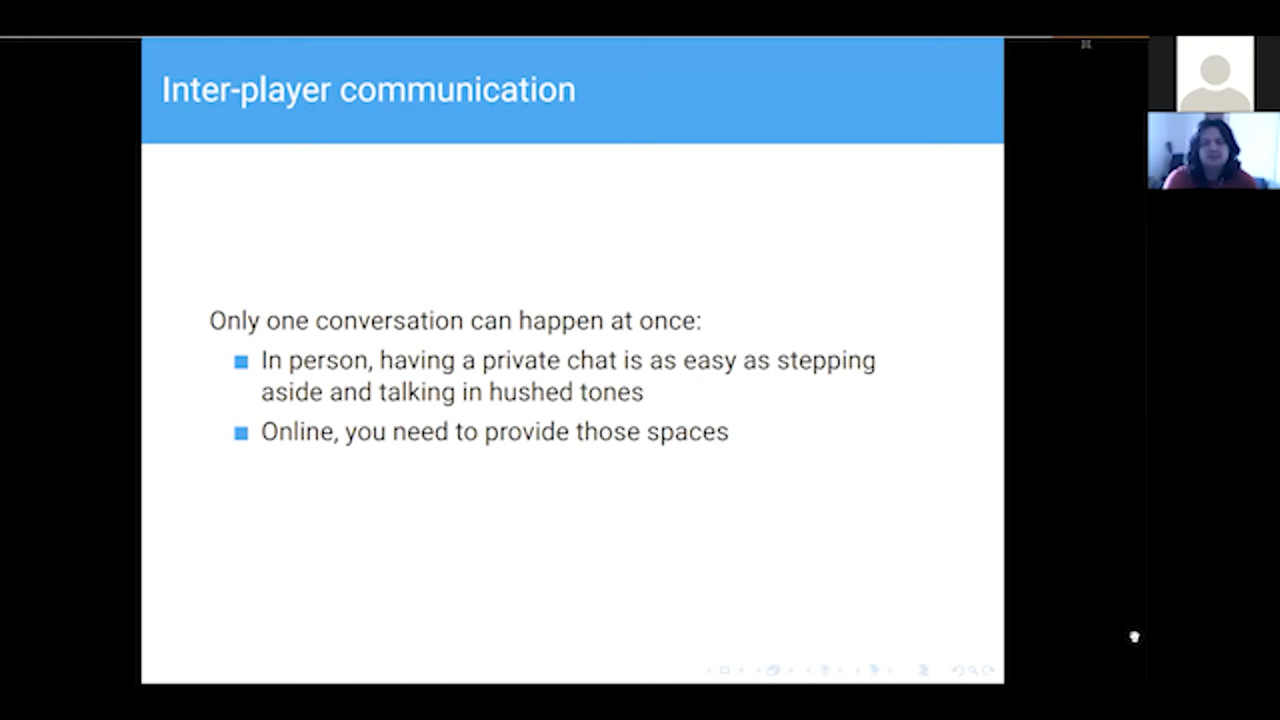 Inter-player communication
Only one conversation can happen at once:
In person, having a private chat is as easy as stepping
aside and talking in hushed tones
Online, you need to provide those spaces